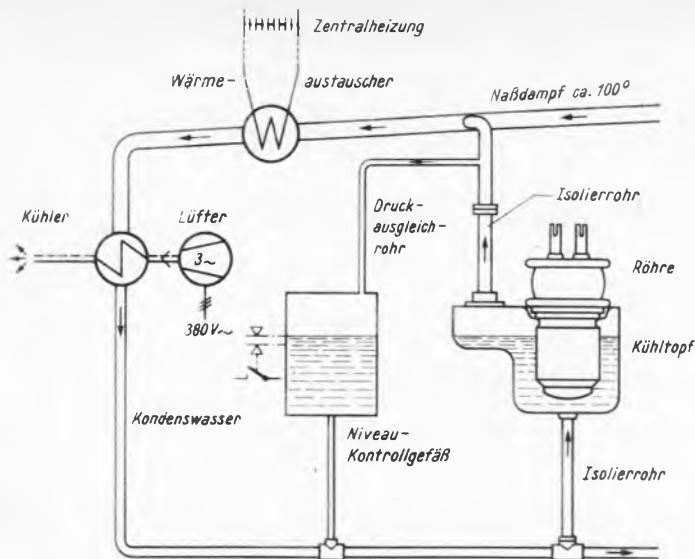 Zentralheizung
Wärme- austauscher
Naßdampf ca. 100°
Isolierrohr
Kühler
Lüfter
3~
Druck-
ausgleich-
rohr
Röhre
380V~
Kühltopf
L
Kondenswasser
Niveau-
Kontrollgefäß
Isolierrohr